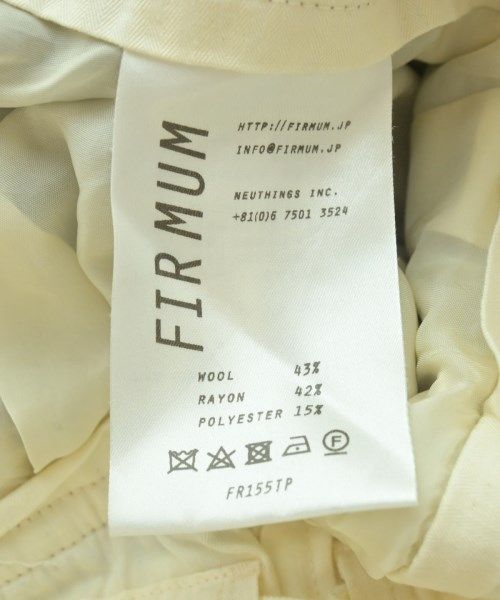 FIRMUM
HTTP://FIRMUM.JP
INFO@FIRMUM.JP
NEUTHINGS INC.
+81(0)6 7501 3524
WOOL 43%
RAYON 42%
POLYESTER 15%
F
FR155TP